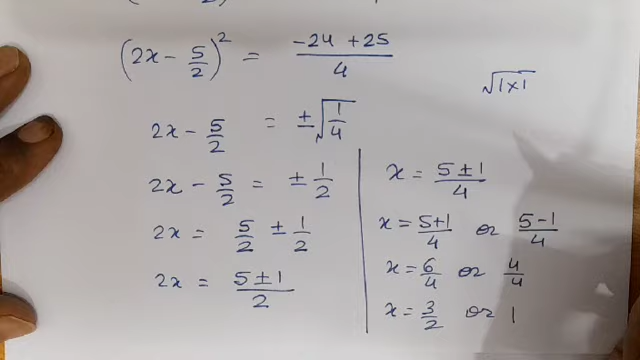 (2x - 5/2)² = (-24 + 25)/4
√(1×1)
2x - 5/2 = ±√(1/4)
2x - 5/2 = ± 1/2
2x = 5/2 ± 1/2
2x = (5 ± 1)/2
x = (5 ± 1)/4
x = (5+1)/4 or (5-1)/4
x = 6/4 or 4/4
x = 3/2 or 1